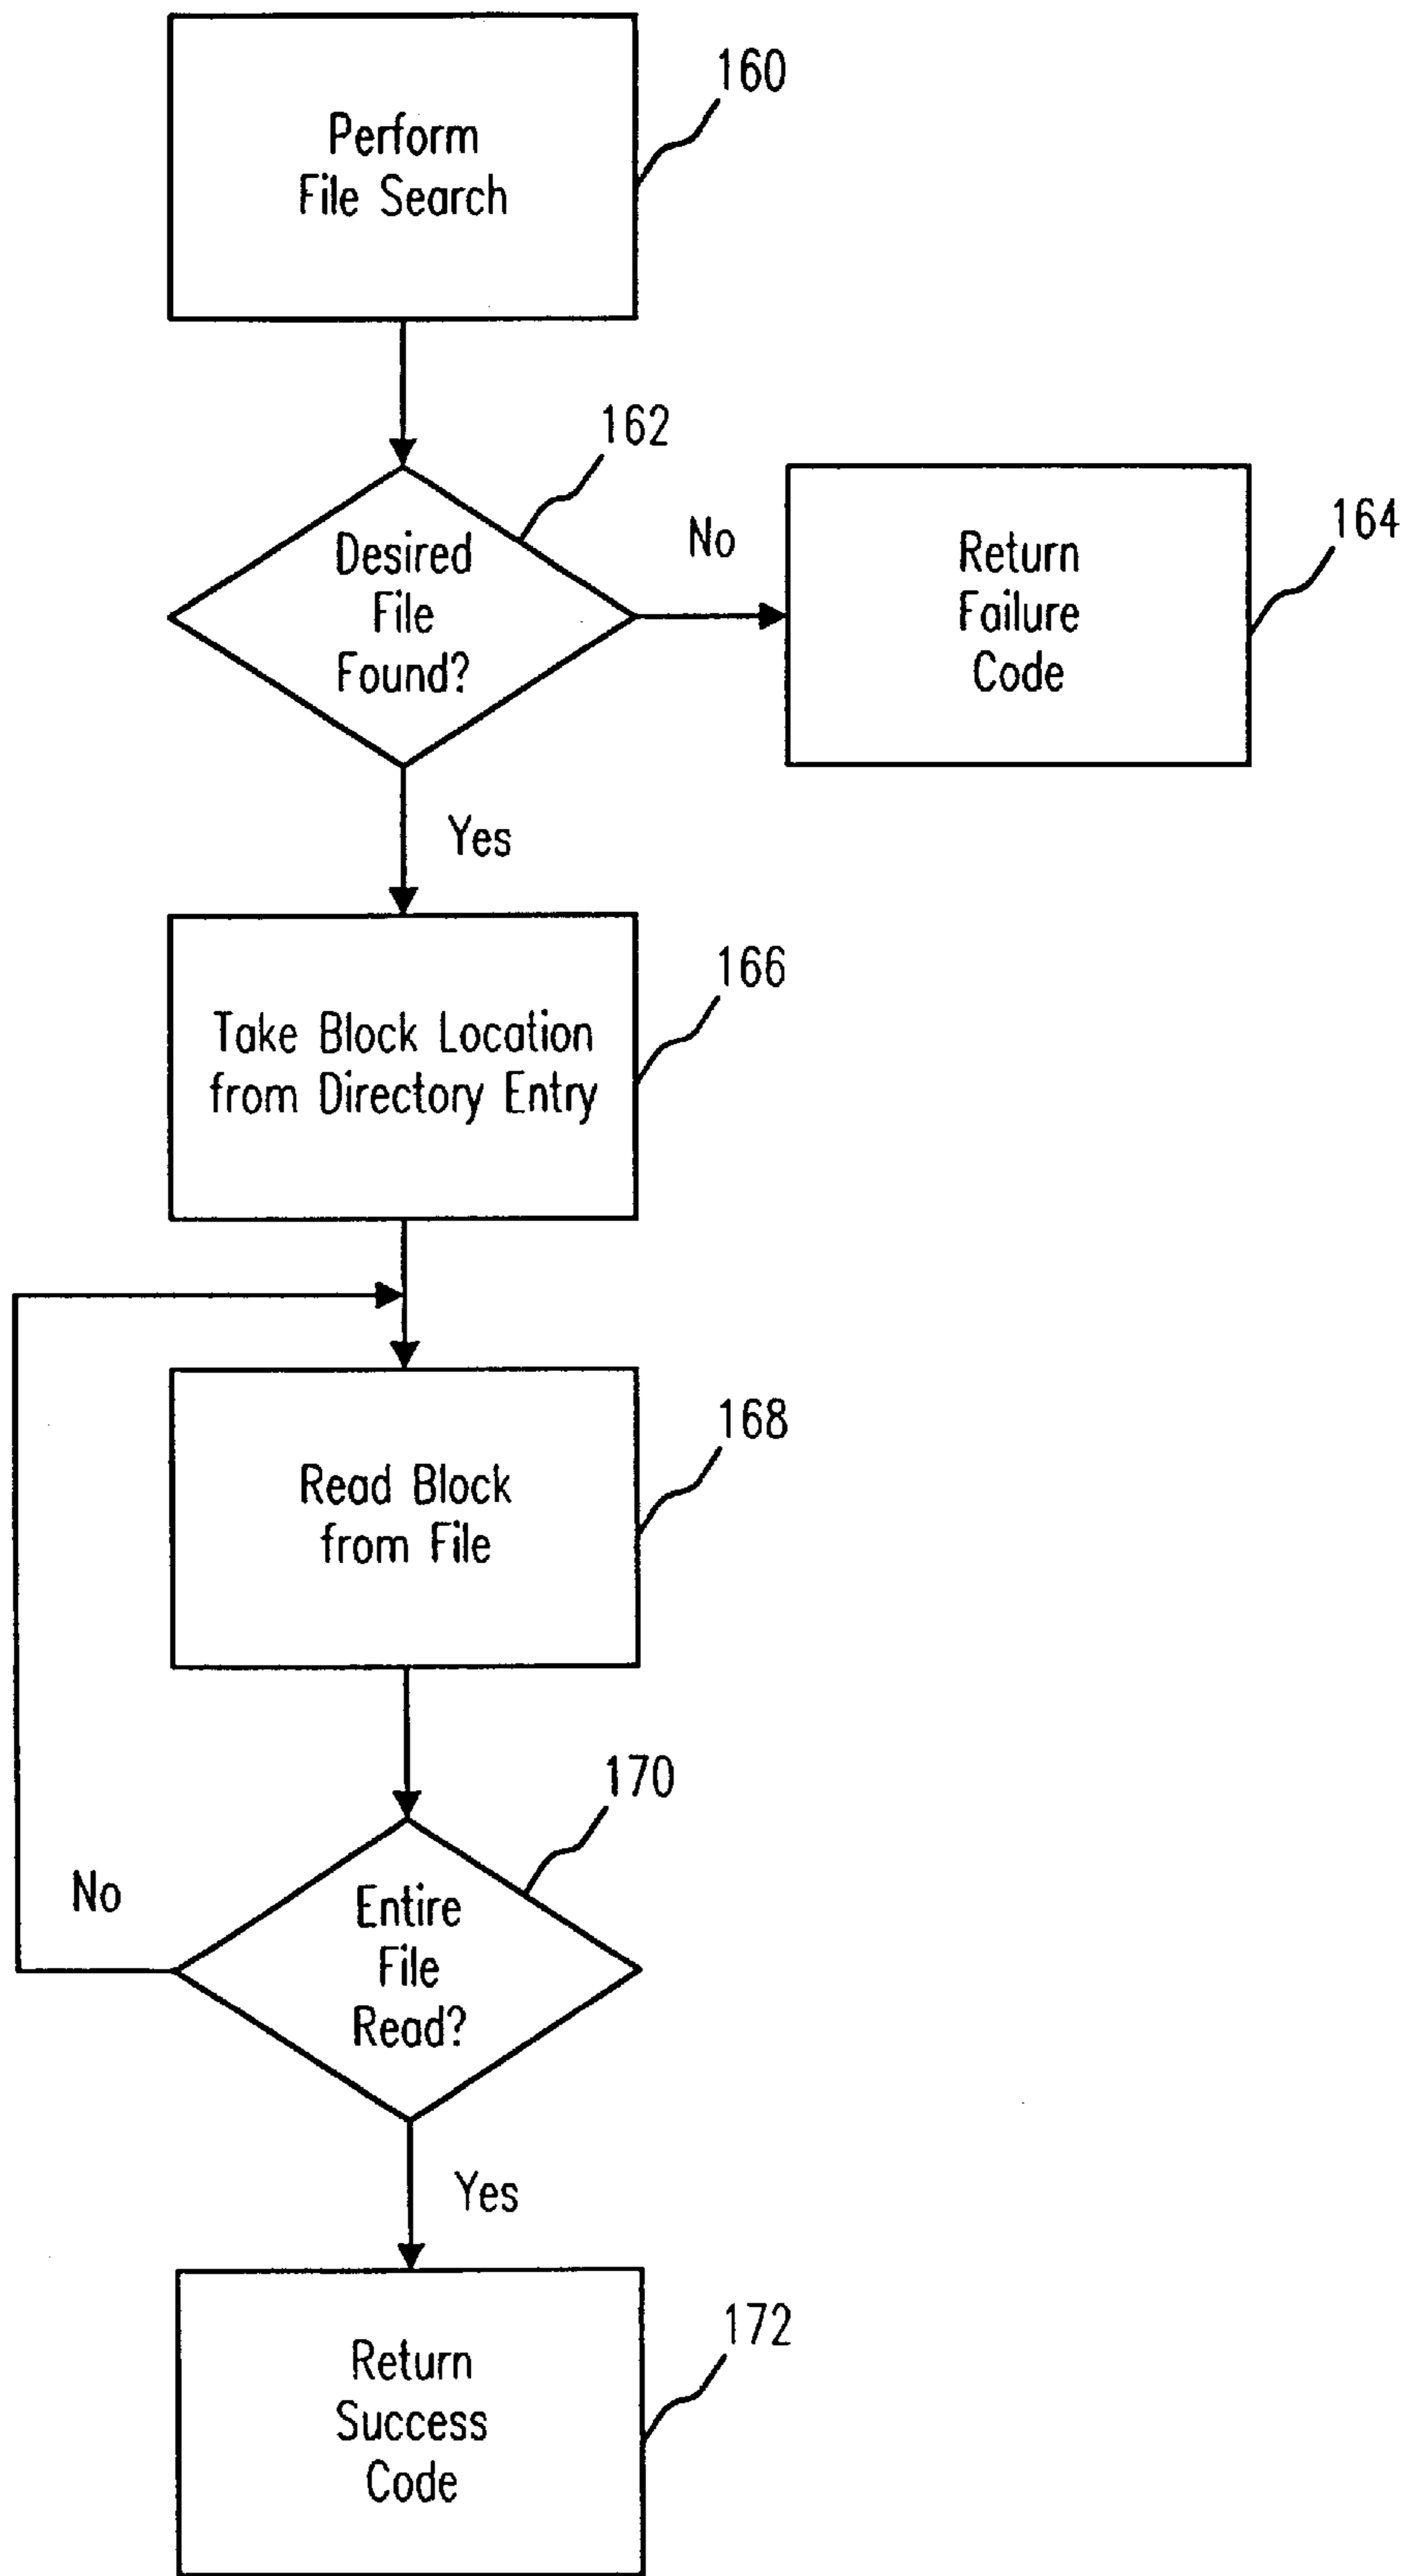 160
Perform
File Search
162
Desired
File
Found?
No
164
Return
Failure
Code
Yes
166
Take Block Location
from Directory Entry
168
Read Block
from File
170
No
Entire
File
Read?
Yes
172
Return
Success
Code